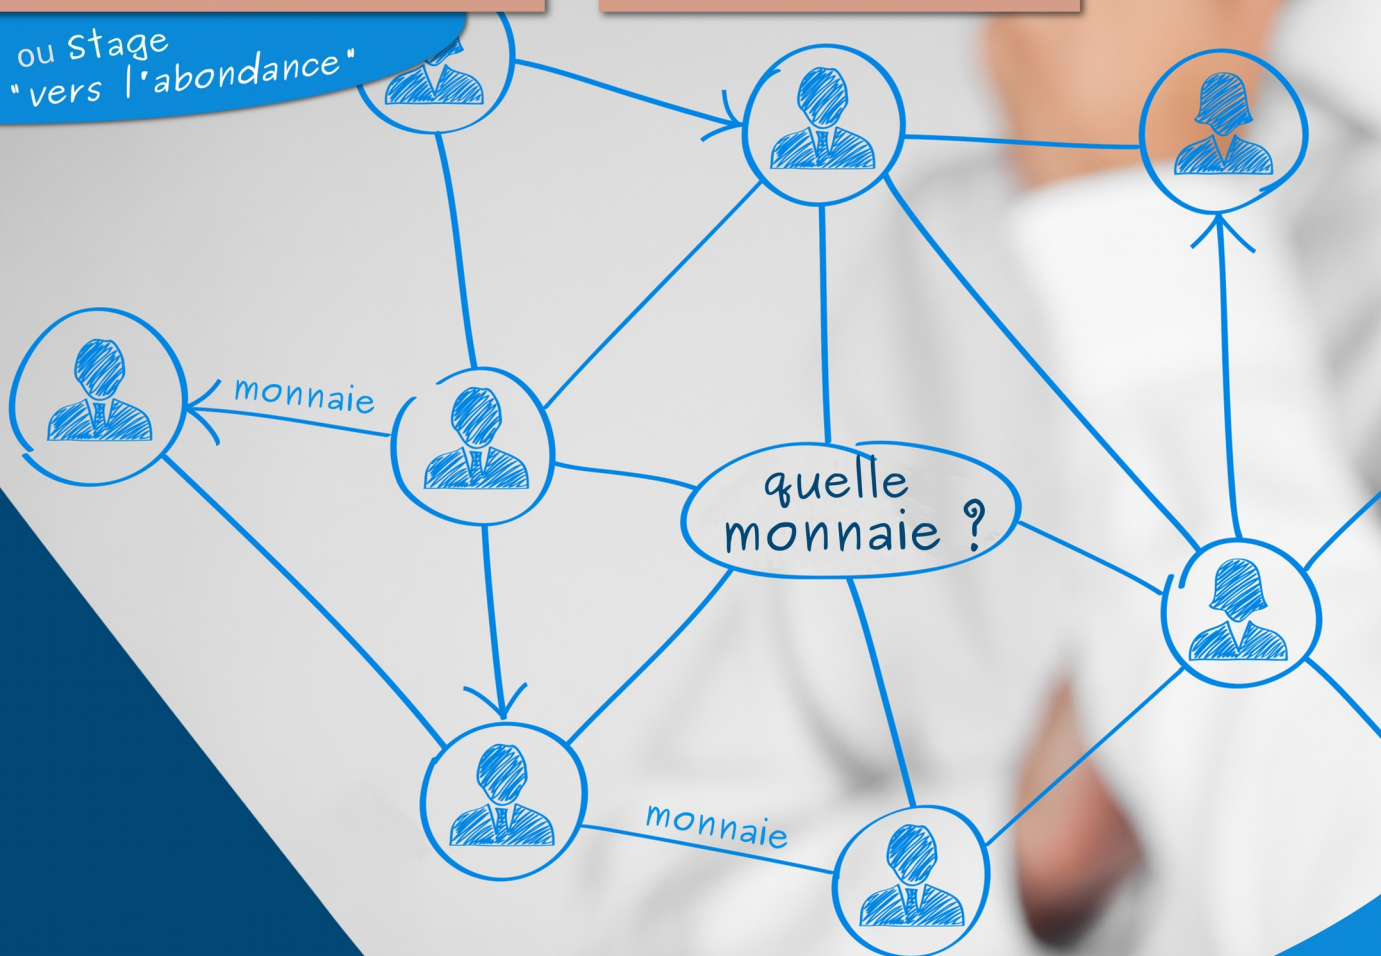 ou stage
"vers l'abondance"
monnaie
quelle
monnaie ?
monnaie